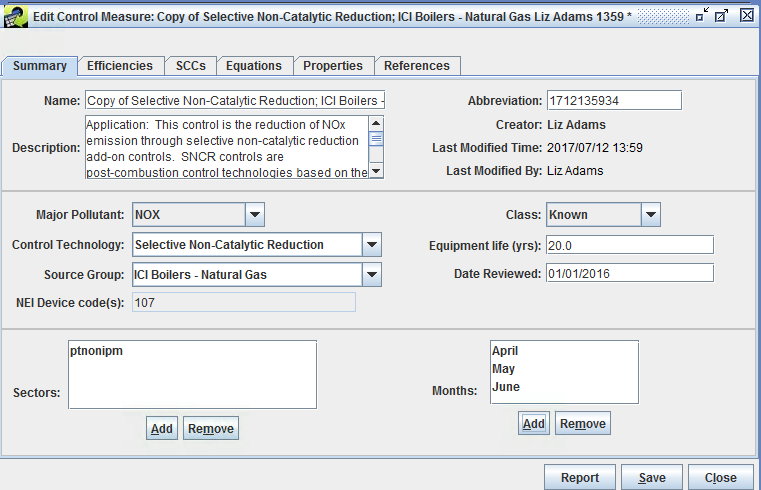 Edit Control Measure: Copy of Selective Non-Catalytic Reduction; ICI Boilers - Natural Gas Liz Adams 1359 *
Summary Efficiencies SCCs Equations Properties References
Name: Copy of Selective Non-Catalytic Reduction; ICI Boilers - Abbreviation: 1712135934
Creator: Liz Adams
Description: Application: This control is the reduction of NOx
emission through selective non-catalytic reduction
add-on controls. SNCR controls are
post-combustion control technologies based on the
Last Modified Time: 2017/07/12 13:59
Last Modified By: Liz Adams
Major Pollutant: NOX Class: Known
Control Technology: Selective Non-Catalytic Reduction Equipment life (yrs): 20.0
Source Group: ICI Boilers - Natural Gas Date Reviewed: 01/01/2016
NEI Device code(s): 107
Sectors: ptnonipm
Months: April
May
June
Add Remove Add Remove
Report Save Close